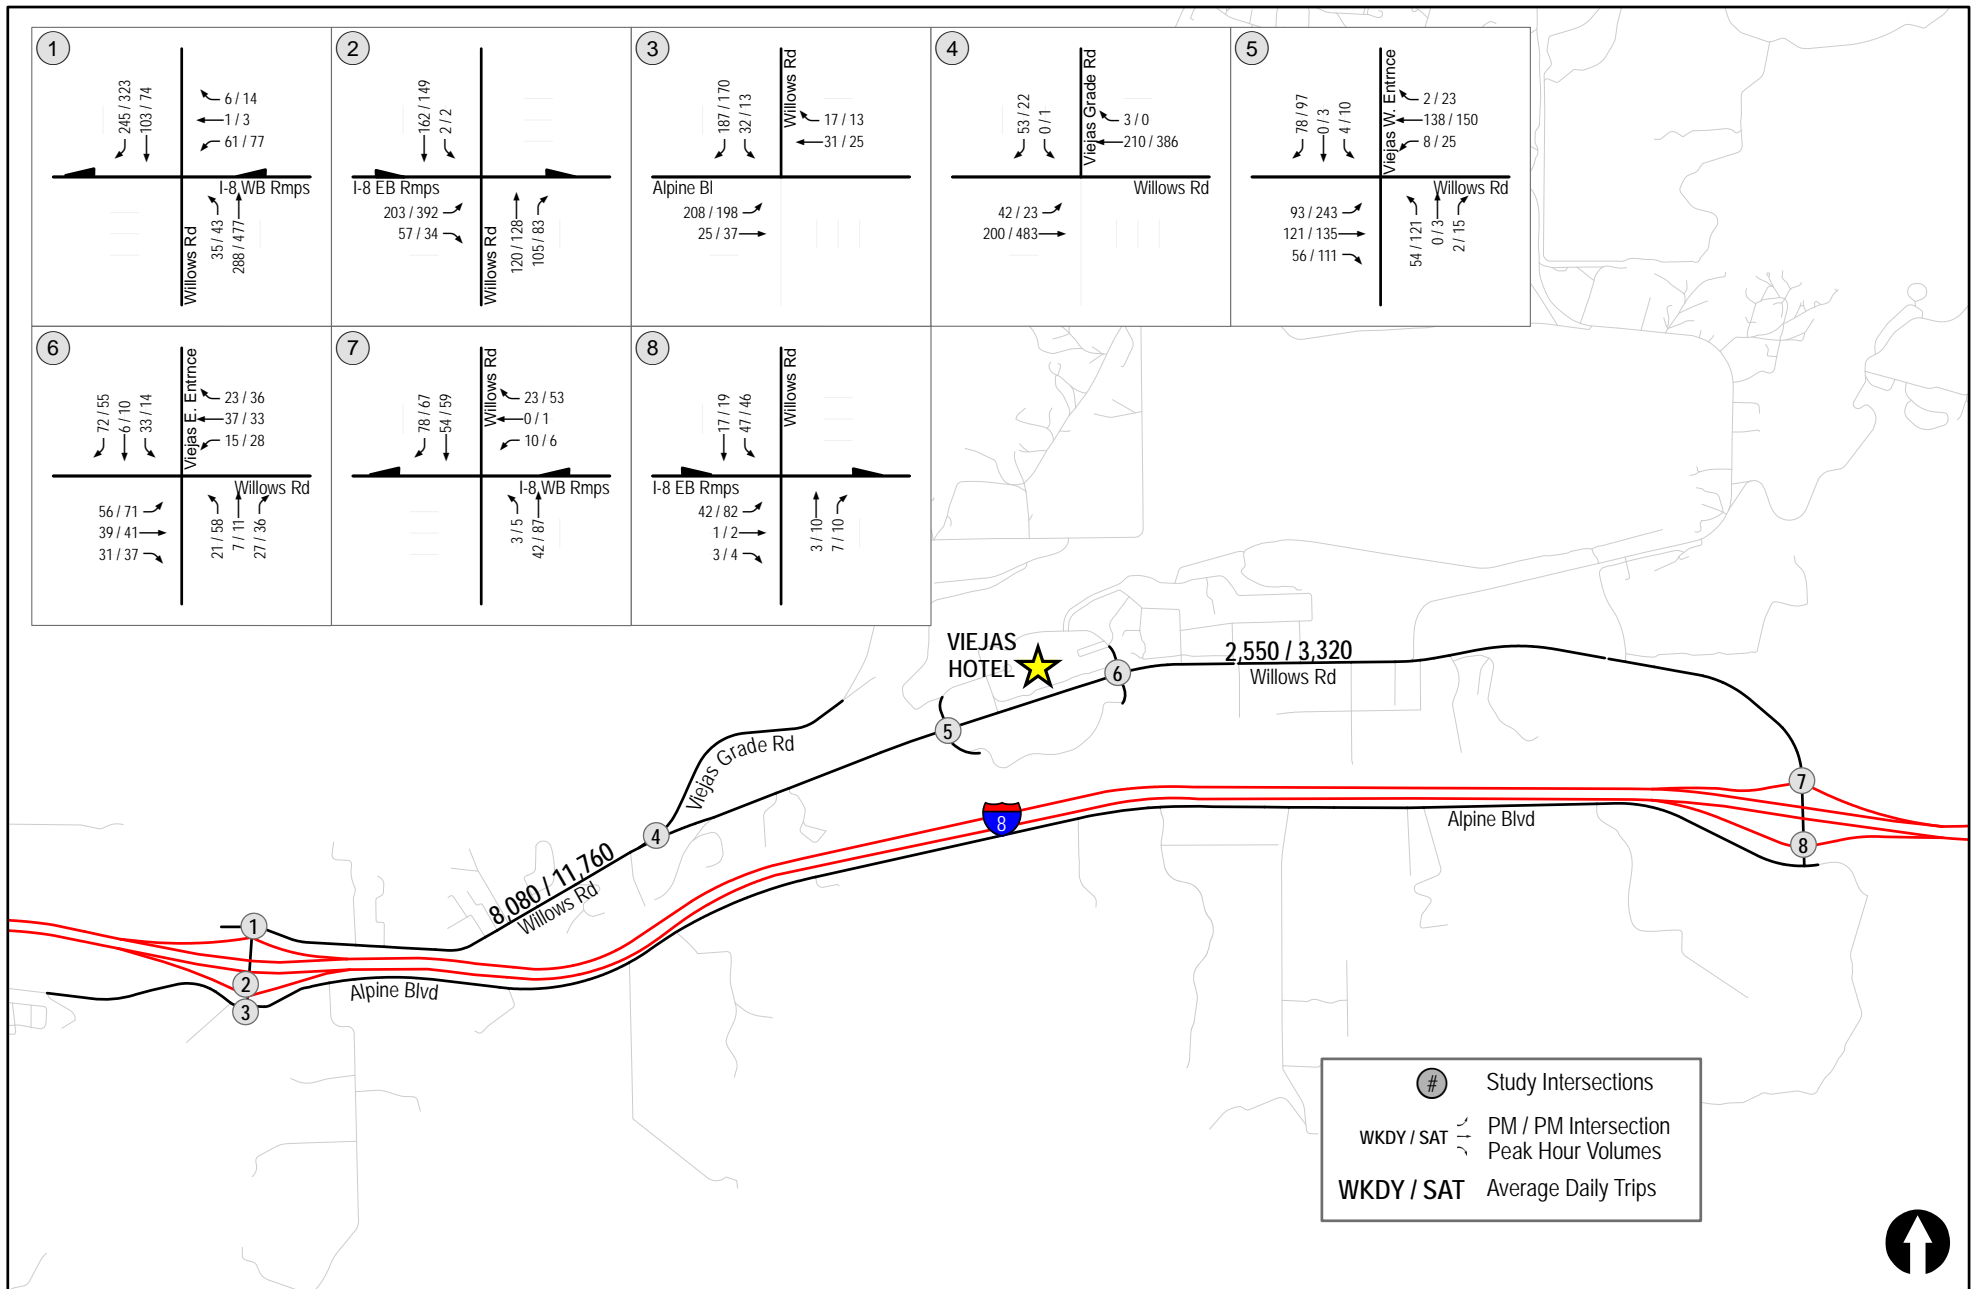 1
245 / 323
103 / 74
6 / 14
1 / 3
61 / 77
I-8 WB Rmps
Willows Rd
35 / 43
288 / 477
2
162 / 149
2 / 2
I-8 EB Rmps
203 / 392
57 / 34
Willows Rd
120 / 128
105 / 83
3
187 / 170
32 / 13
Willows Rd
17 / 13
31 / 25
Alpine Bl
208 / 198
25 / 37
4
53 / 22
0 / 1
Viejas Grade Rd
3 / 0
210 / 386
Willows Rd
42 / 23
200 / 483
5
78 / 97
0 / 3
4 / 10
Viejas W. Entrnce
2 / 23
138 / 150
8 / 25
Willows Rd
93 / 243
121 / 135
56 / 111
54 / 121
0 / 3
2 / 15
6
72 / 55
6 / 10
33 / 14
Viejas E. Entrnce
23 / 36
37 / 33
15 / 28
Willows Rd
56 / 71
39 / 41
31 / 37
21 / 58
7 / 11
27 / 36
7
78 / 67
54 / 59
Willows Rd
23 / 53
0 / 1
10 / 6
I-8 WB Rmps
3 / 5
42 / 87
8
17 / 19
47 / 46
Willows Rd
I-8 EB Rmps
42 / 82
1 / 2
3 / 4
3 / 10
7 / 10
VIEJAS
HOTEL
6
2,550 / 3,320
Willows Rd
5
Viejas Grade Rd
4
8
7
Alpine Blvd
8
8,080 / 11,760
Willows Rd
1
2
3
Alpine Blvd
# Study Intersections
WKDY / SAT PM / PM Intersection
Peak Hour Volumes
WKDY / SAT Average Daily Trips